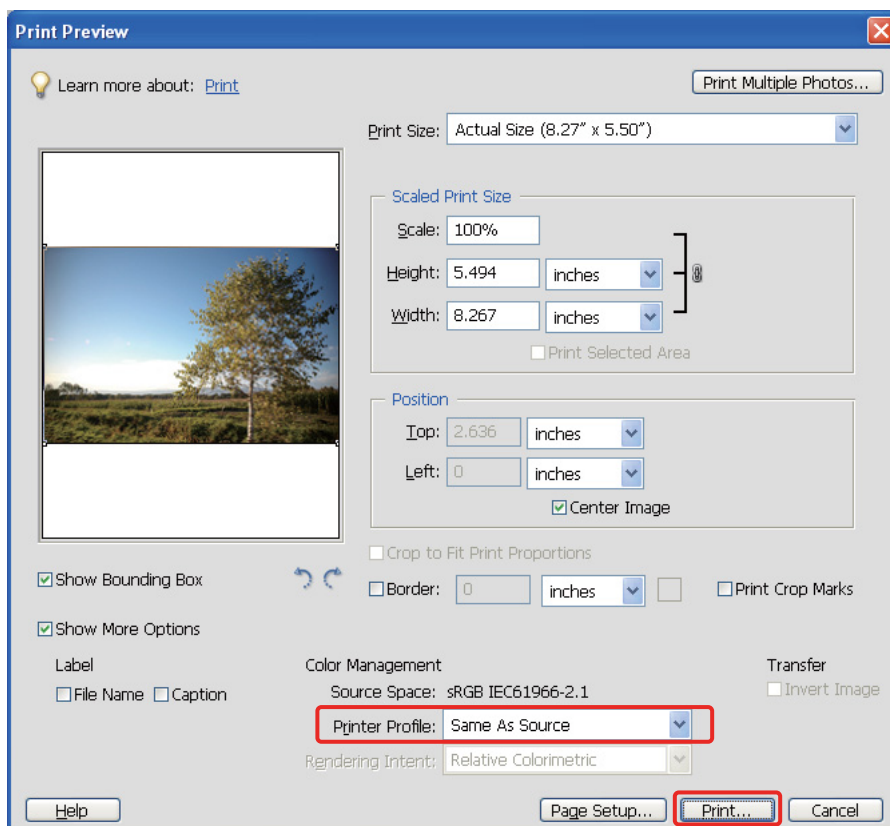 Print Preview
Learn more about: Print
Print Multiple Photos...
Print Size: Actual Size (8.27" x 5.50")
Scaled Print Size
Scale: 100%
Height: 5.494 inches
Width: 8.267 inches
Print Selected Area
Position
Top: 2.636 inches
Left: 0 inches
Center Image
Crop to Fit Print Proportions
Show Bounding Box
Border: 0 inches Print Crop Marks
Show More Options
Label
File Name Caption
Color Management
Source Space: sRGB IEC61966-2.1
Printer Profile: Same As Source
Rendering Intent: Relative Colorimetric
Transfer
Invert Image
Help Page Setup... Print... Cancel